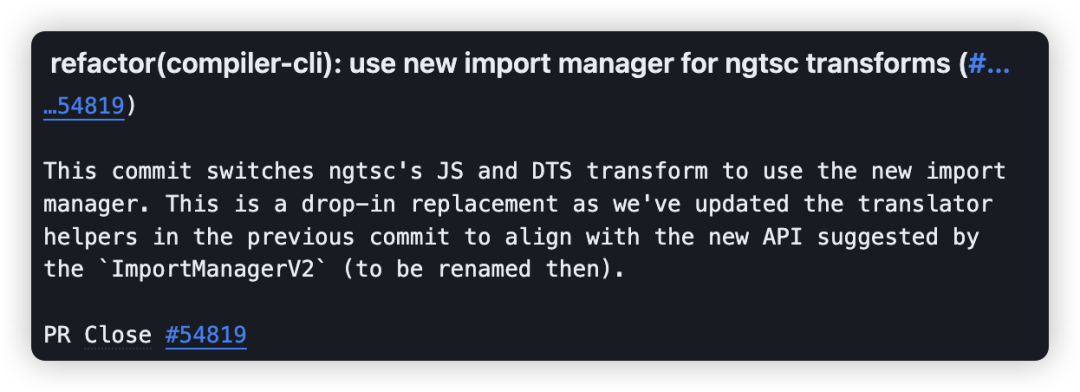 refactor(compiler-cli): use new import manager for ngtsc transforms (#...
…54819)
This commit switches ngtsc's JS and DTS transform to use the new import
manager. This is a drop-in replacement as we've updated the translator
helpers in the previous commit to align with the new API suggested by
the `ImportManagerV2` (to be renamed then).
PR Close #54819